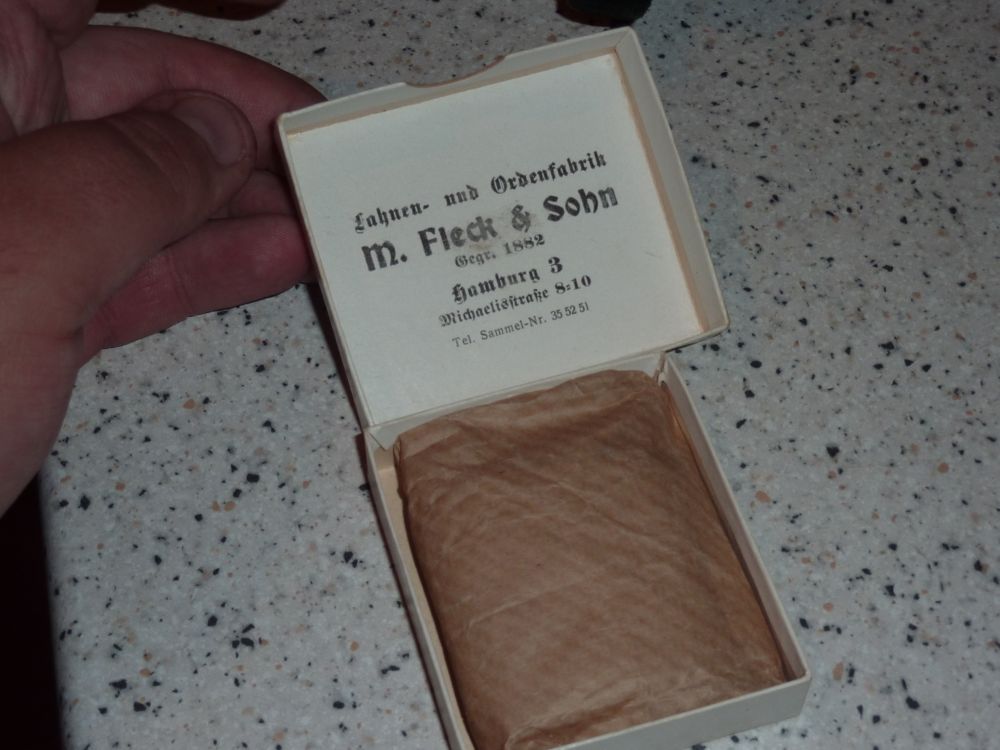 Fahnen- und Ordenfabrik
M. Fleck & Sohn
Gegr. 1882
Hamburg 3
Michaelisstraße 8=10
Tel. Sammel-Nr. 35 52 51